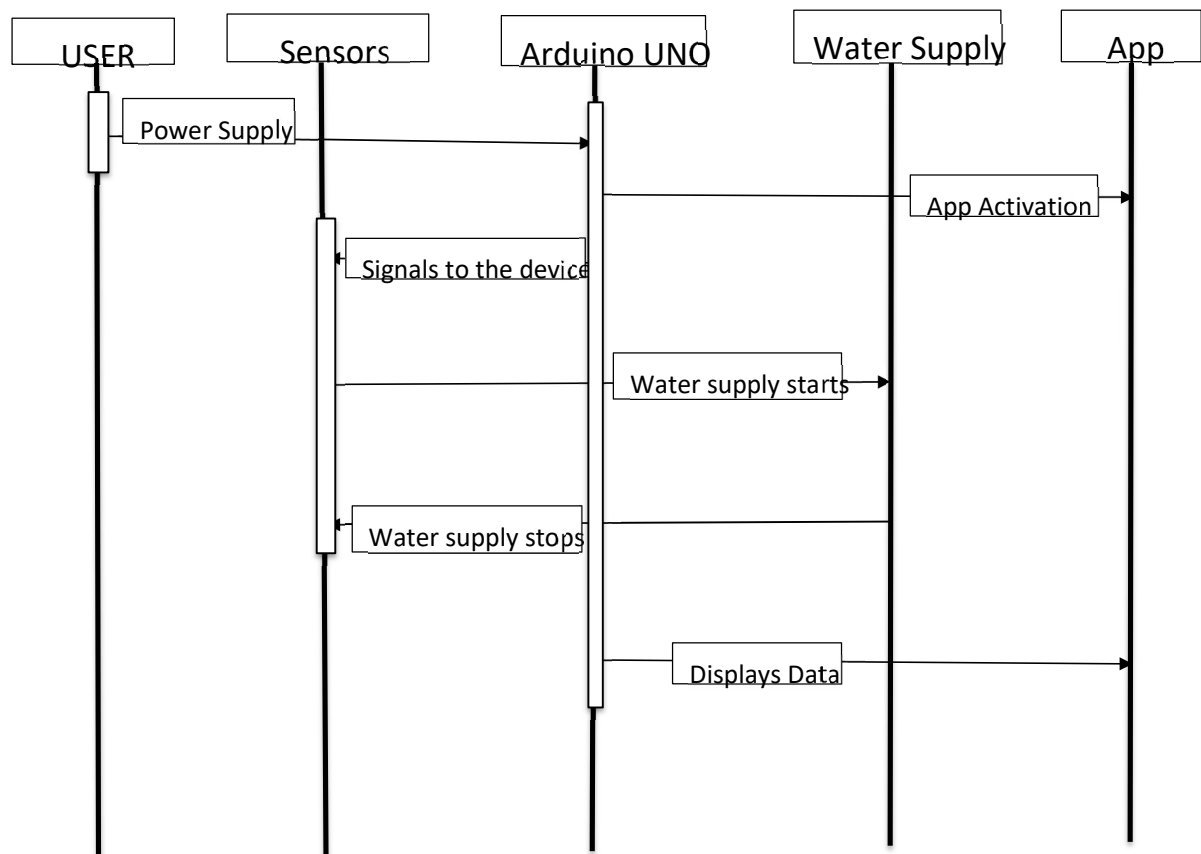 USER
Sensors
Arduino UNO
Water Supply
App
Power Supply
App Activation
Signals to the device
Water supply starts
Water supply stops
Displays Data